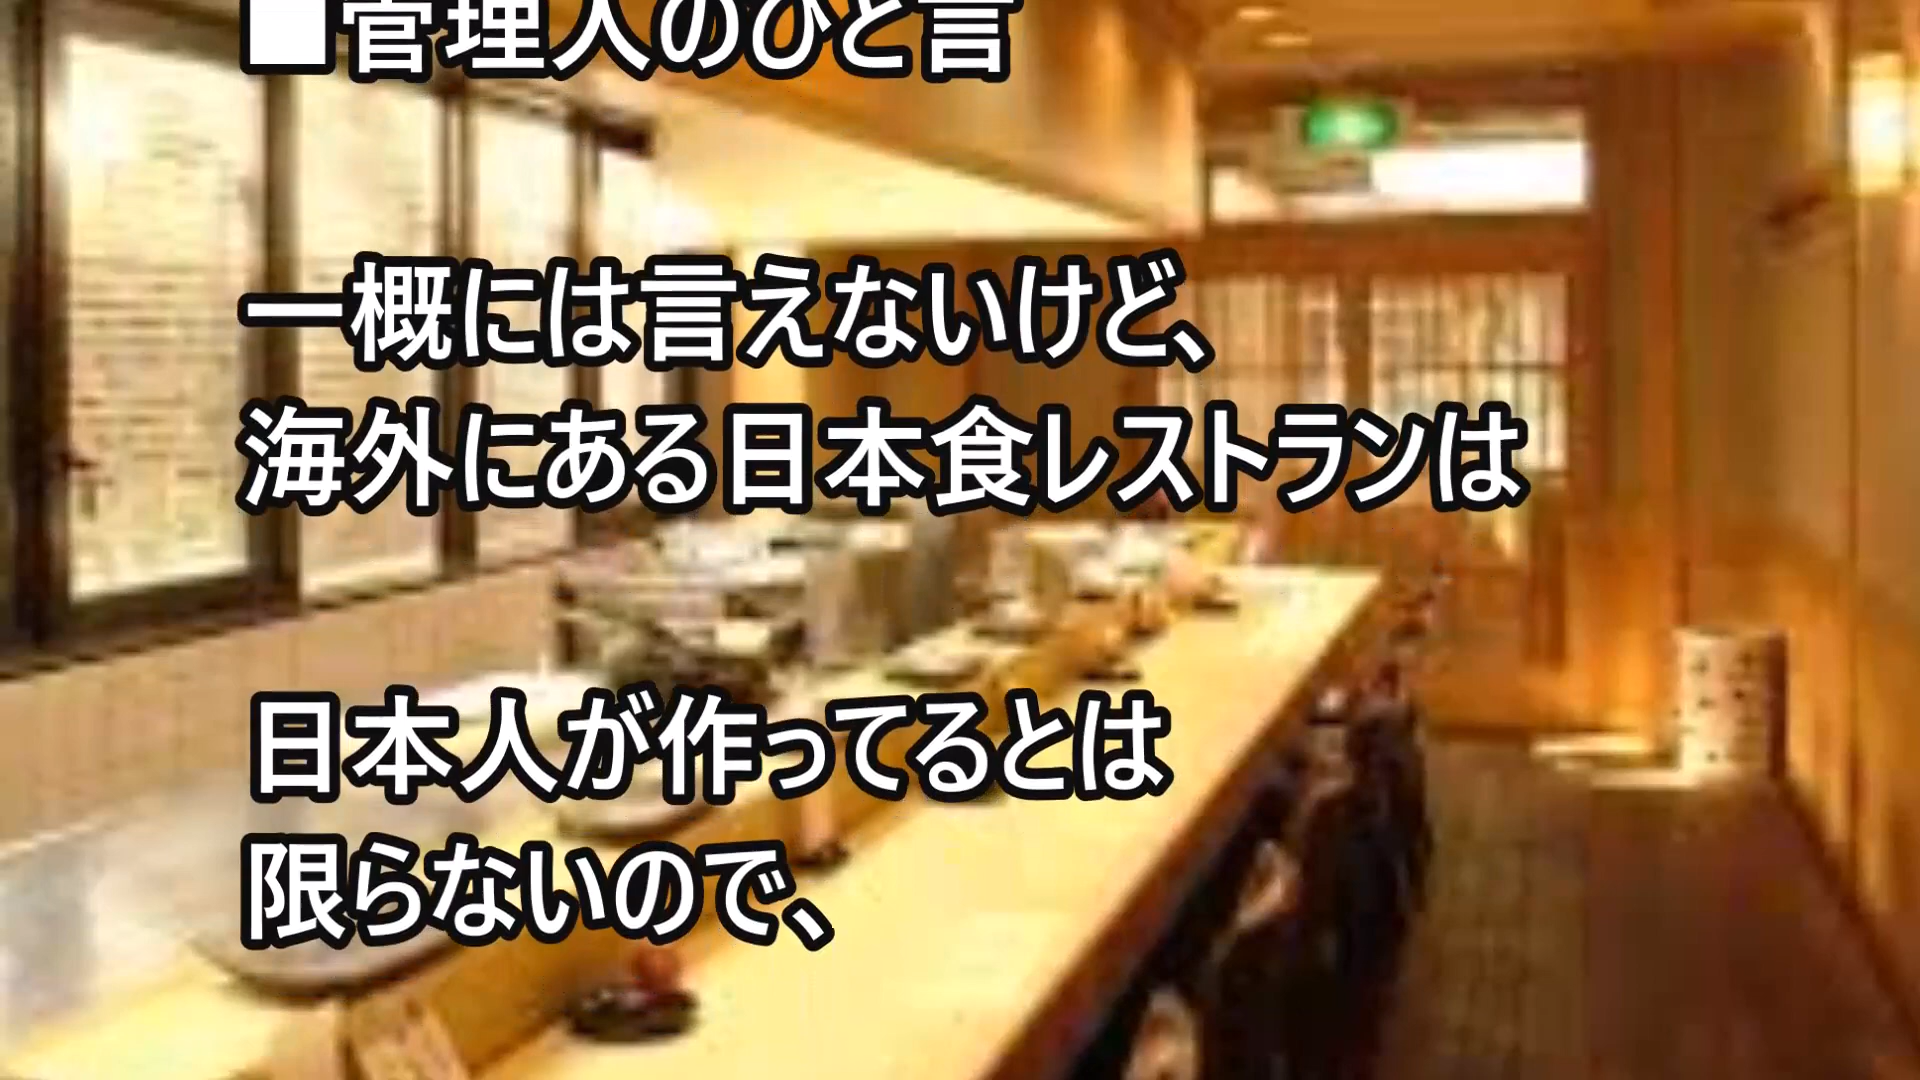 ■管理人のひと言
一概には言えないけど、
海外にある日本食レストランは
日本人が作ってるとは
限らないので、